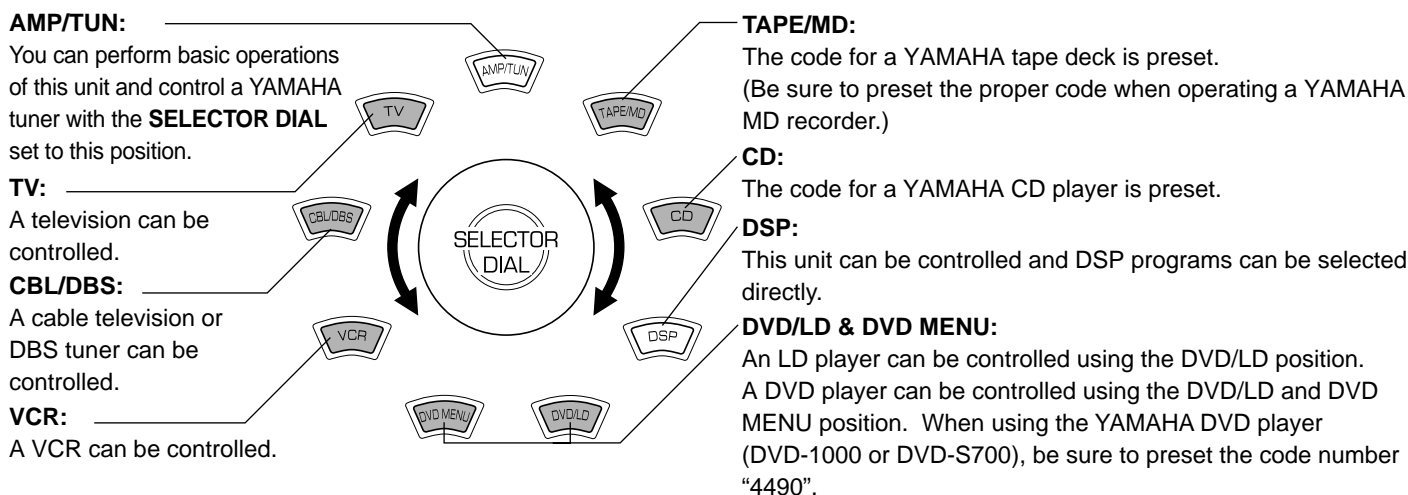 AMP/TUN:
You can perform basic operations
of this unit and control a YAMAHA
tuner with the SELECTOR DIAL
set to this position.
TV:
A television can be
controlled.
CBL/DBS:
A cable television or
DBS tuner can be
controlled.
VCR:
A VCR can be controlled.
AMP/TUN
TV
TAPE/MD
CBL/DBS
CD
SELECTOR
DIAL
VCR
DSP
DVD MENU
DVD/LD
TAPE/MD:
The code for a YAMAHA tape deck is preset.
(Be sure to preset the proper code when operating a YAMAHA
MD recorder.)
CD:
The code for a YAMAHA CD player is preset.
DSP:
This unit can be controlled and DSP programs can be selected
directly.
DVD/LD & DVD MENU:
An LD player can be controlled using the DVD/LD position.
A DVD player can be controlled using the DVD/LD and DVD
MENU position. When using the YAMAHA DVD player
(DVD-1000 or DVD-S700), be sure to preset the code number
“4490”.